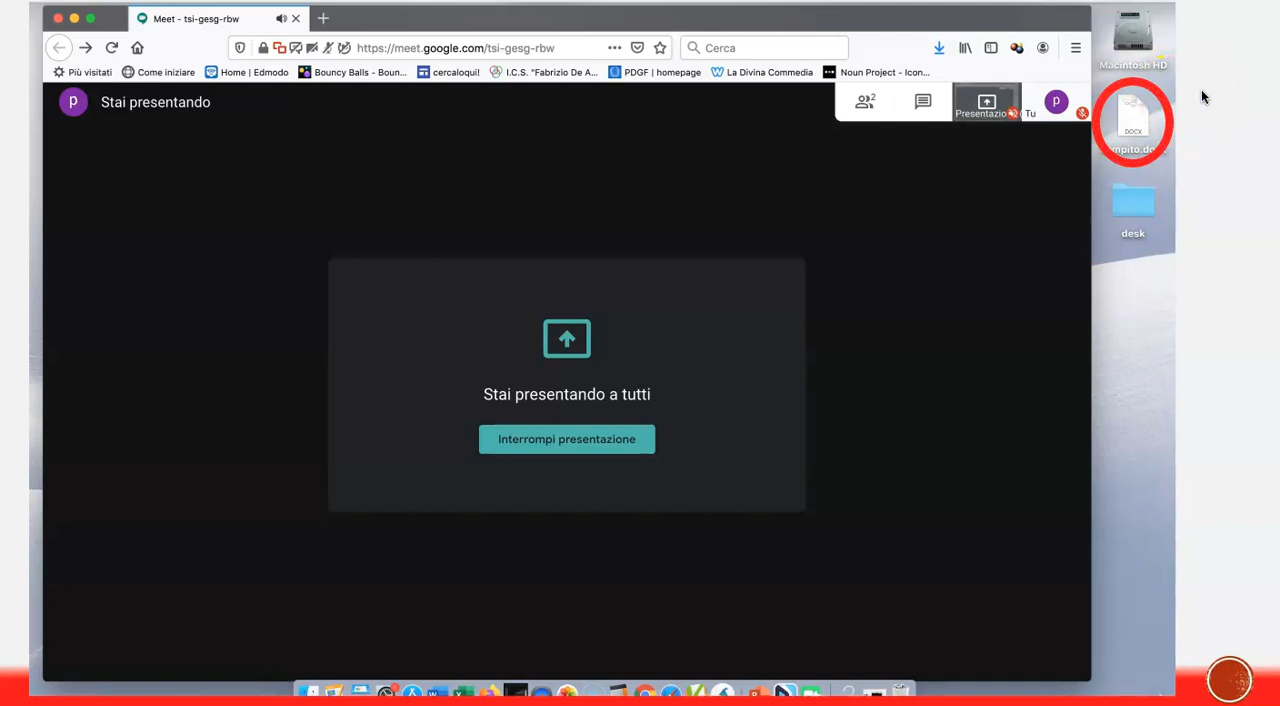 Meet - tsi-gesg-rbw
https://meet.google.com/tsi-gesg-rbw
Cerca
Più visitati Come iniziare Home | Edmodo Bouncy Balls - Boun... cercaloqui! I.C.S. "Fabrizio De A... PDGF | homepage La Divina Commedia Noun Project - Icon...
P Stai presentando
2
Presentazio ( Tu
P
Stai presentando a tutti
Interrompi presentazione
Macintosh HD
DOCX
desk